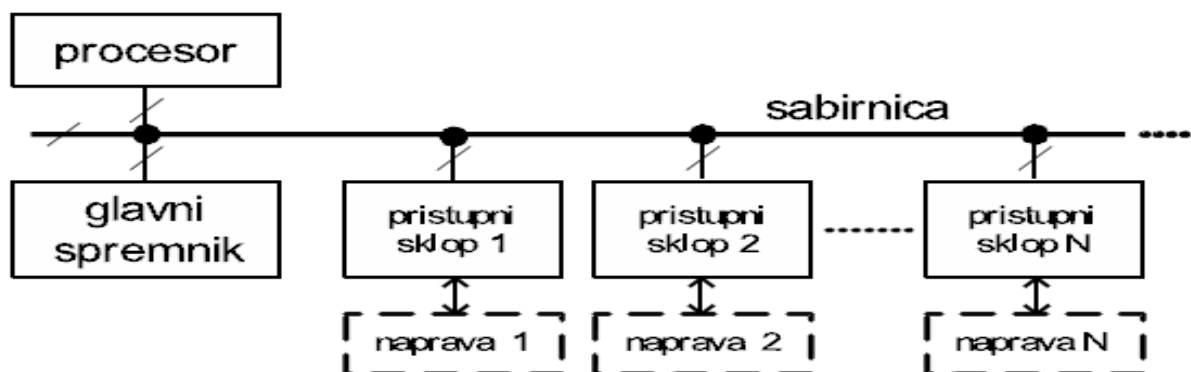 procesor
sabirnica
glavni
spremnik
pristupni
sklop 1
pristupni
sklop 2
pristupni
sklop N
naprava 1
naprava 2
naprava N